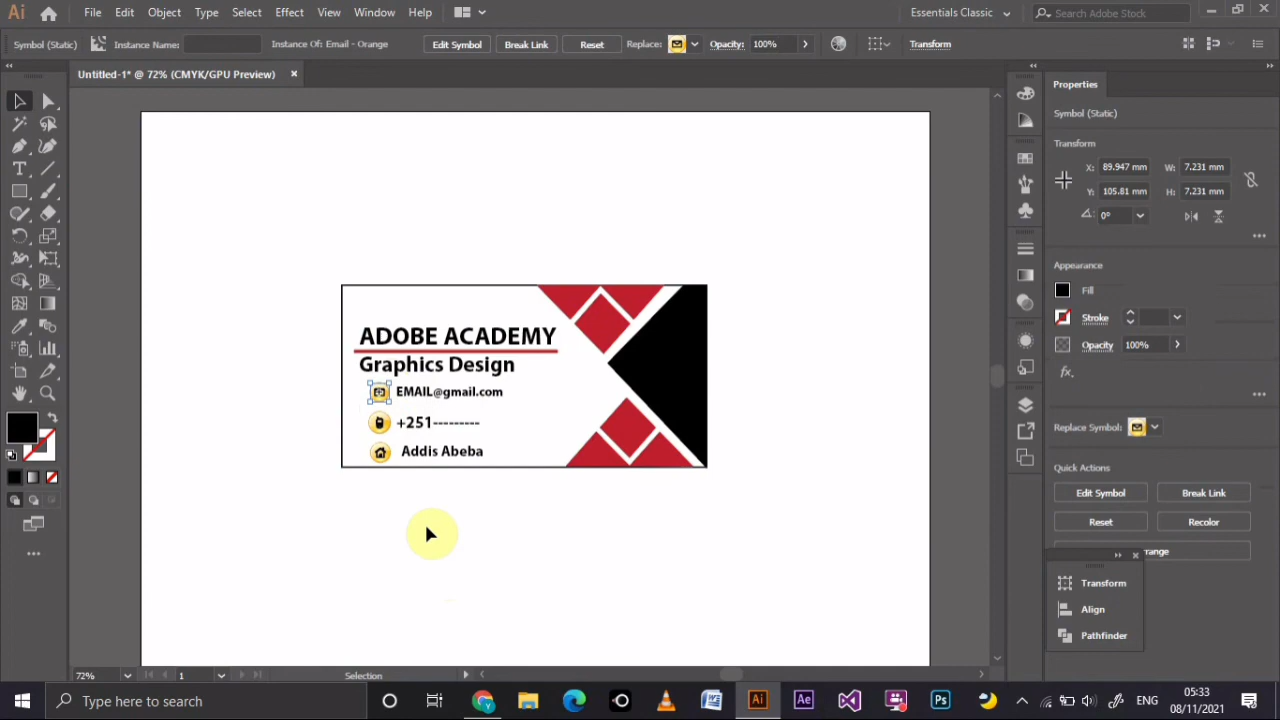 Ai File Edit Object Type Select Effect View Window Help Essentials Classic Search Adobe Stock
Symbol (Static) Instance Name: Instance Of: Email - Orange Edit Symbol Break Link Reset Replace: Opacity: 100% Transform
Untitled-1* @ 72% (CMYK/GPU Preview)
Properties
Symbol (Static)
Transform
X: 89.947 mm W: 7.231 mm
Y: 105.81 mm H: 7.231 mm
0°
Appearance
Fill
Stroke
Opacity 100%
fx.
Replace Symbol:
Quick Actions
Edit Symbol Break Link
Reset Recolor
range
Transform
Align
Pathfinder
ADOBE ACADEMY
Graphics Design
EMAIL@gmail.com
+251---------
Addis Abeba
72% 1 Selection
Type here to search
Ai Ae Ps
ENG 05:33
08/11/2021